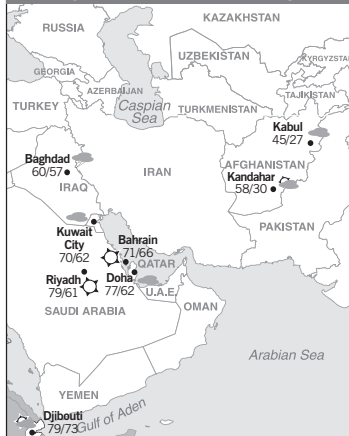 KAZAKHSTAN
RUSSIA
UZBEKISTAN
KYRGYZSTAN
GEORGIA
AZERBAIJAN
TAJIKISTAN
TURKEY
Caspian
Sea
TURKMENISTAN
Kabul
45/27
Baghdad
60/57
IRAN
AFGHANISTAN
Kandahar
58/30
IRAQ
Kuwait
City
70/62
PAKISTAN
Bahrain
71/66
QATAR
Riyadh
79/61
Doha
77/62
U.A.E.
SAUDI ARABIA
OMAN
Arabian Sea
YEMEN
Djibouti
79/73
Gulf of Aden